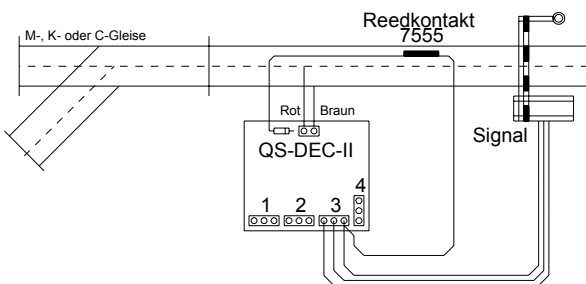 Reedkontakt
7555
M-, K- oder C-Gleise
Rot Braun
Signal
QS-DEC-II
4
1 2 3